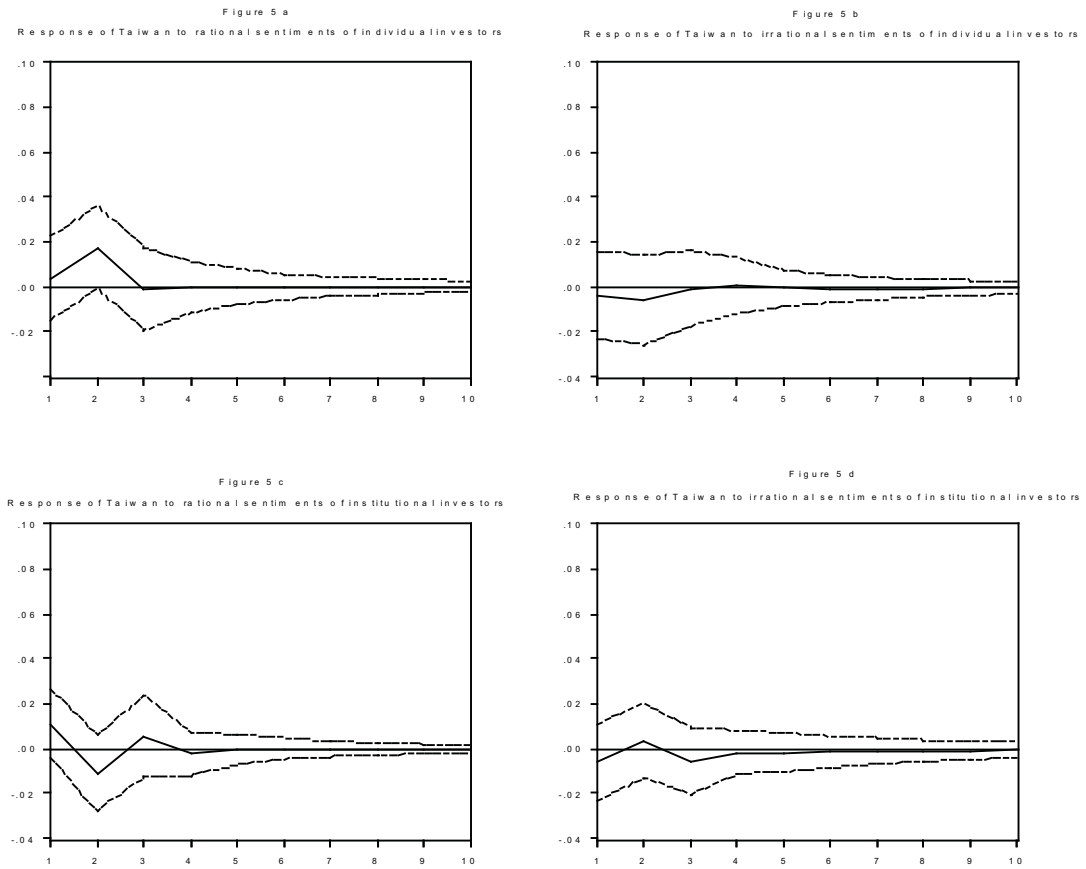 Figure 5 a
Response of Taiwan to rational sentiments of individual investors
.10
.08
.06
.04
.02
.00
-.02
1 2 3 4 5 6 7 8 9 10
Figure 5 b
Response of Taiwan to irrational sentiments of individual investors
.10
.08
.06
.04
.02
.00
-.02
-.04
1 2 3 4 5 6 7 8 9 10
Figure 5 c
Response of Taiwan to rational sentiments of institutional investors
.10
.08
.06
.04
.02
.00
-.02
-.04
1 2 3 4 5 6 7 8 9 10
Figure 5 d
Response of Taiwan to irrational sentiments of institutional investors
.10
.08
.06
.04
.02
.00
-.02
-.04
1 2 3 4 5 6 7 8 9 10